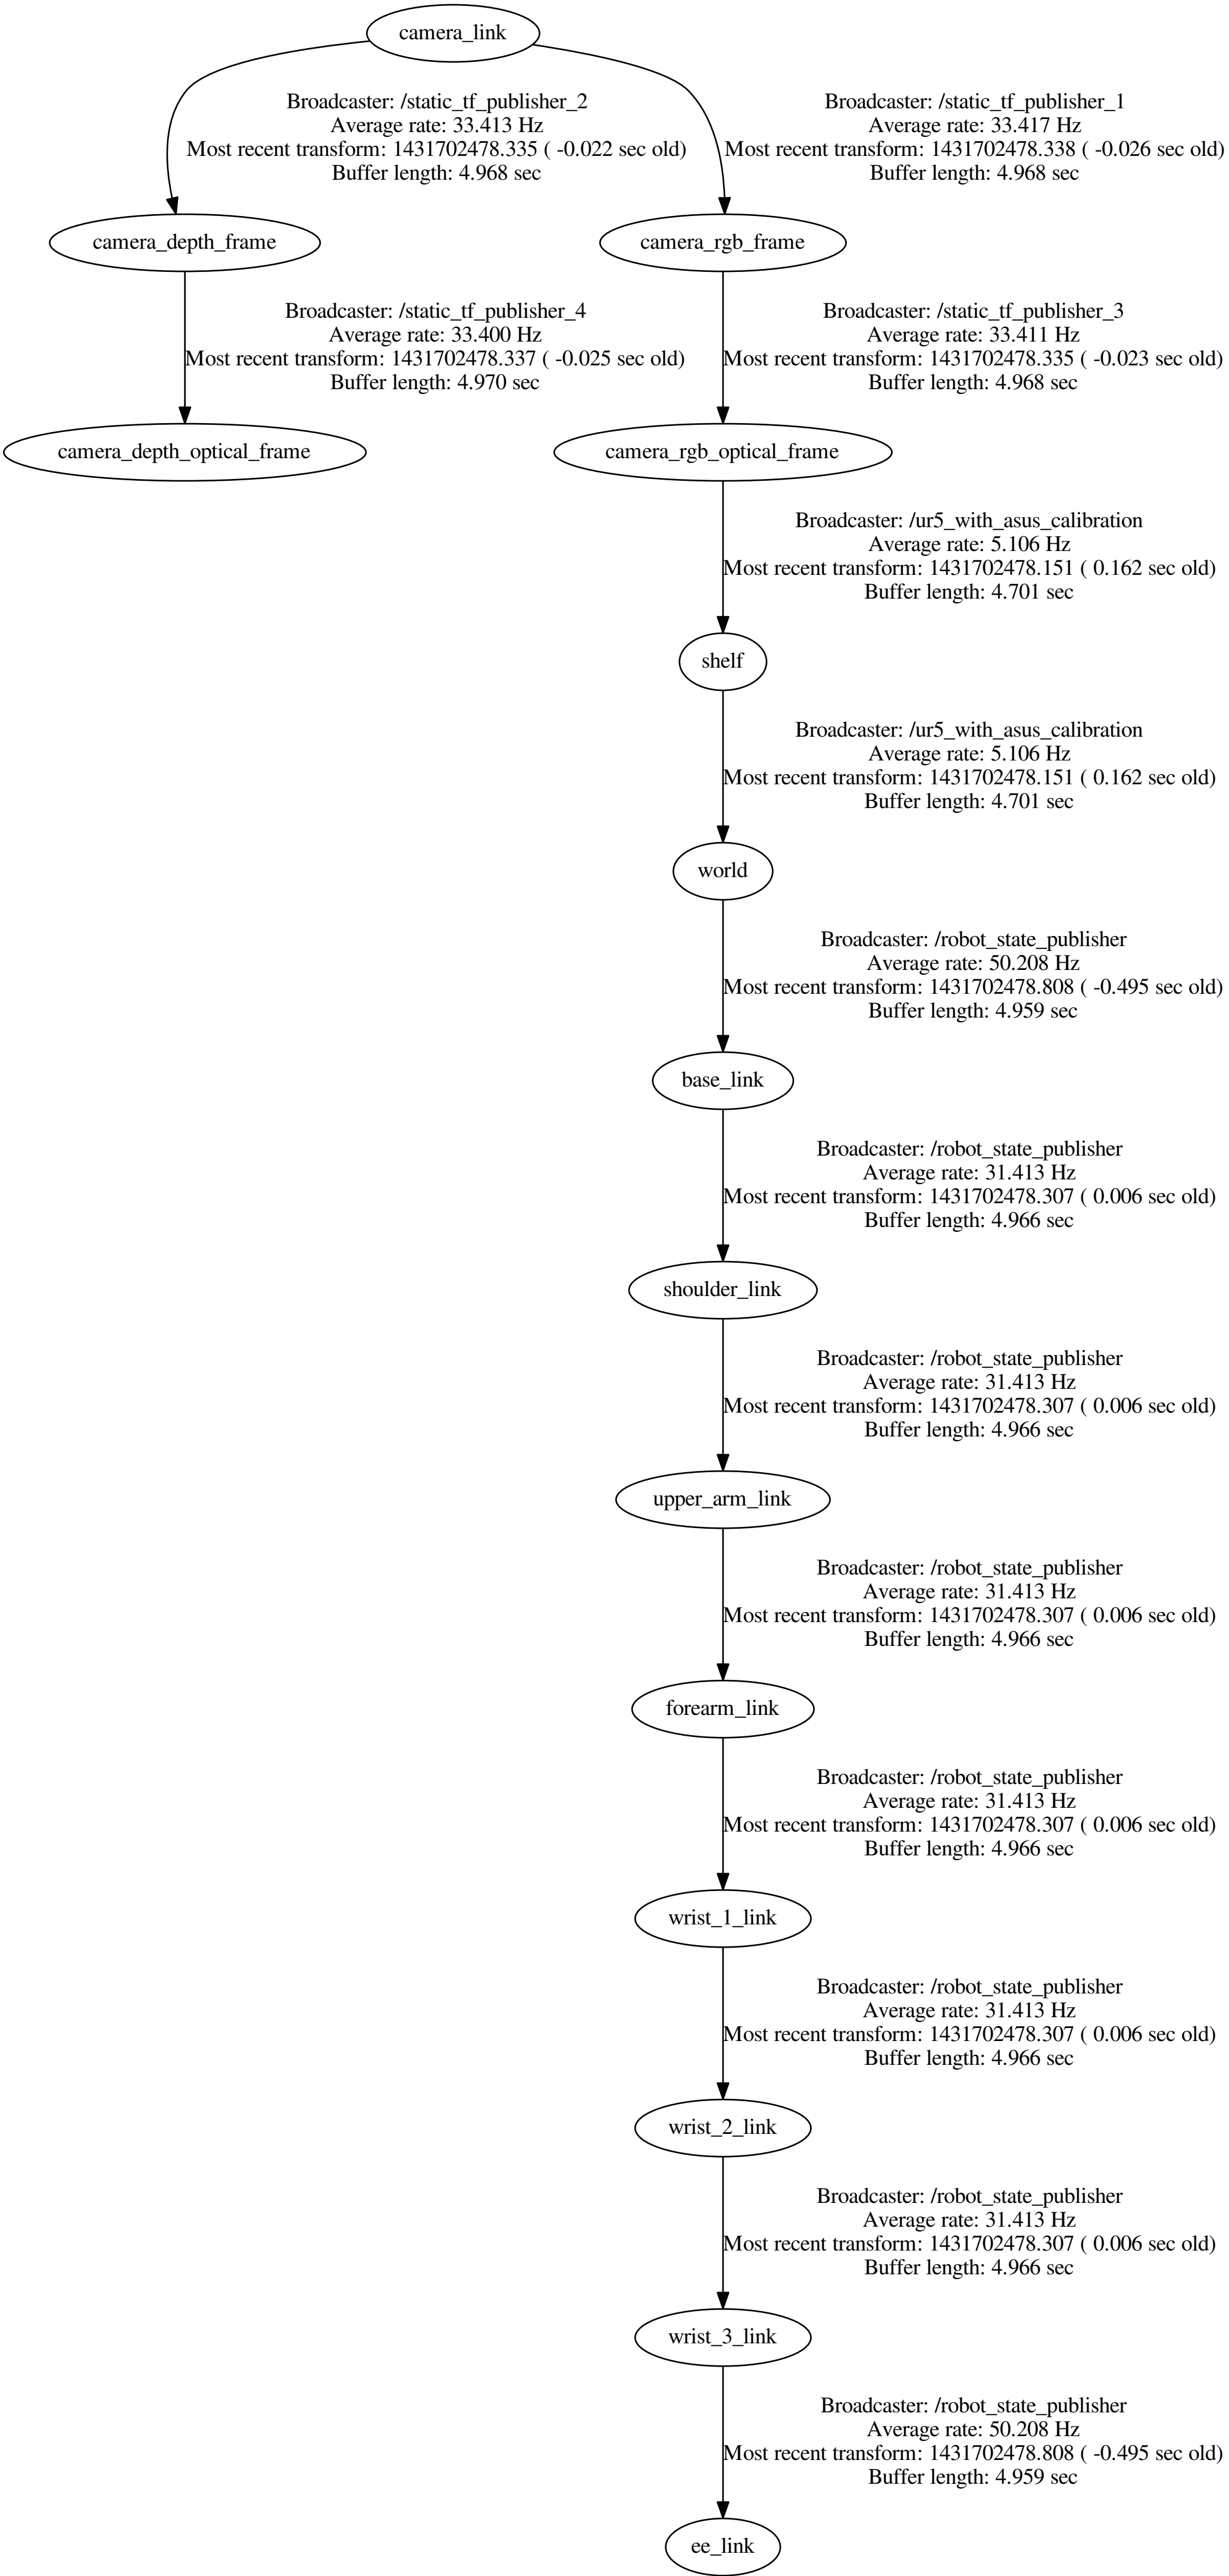 camera_link
Broadcaster: /static_tf_publisher_2
Average rate: 33.413 Hz
Most recent transform: 1431702478.335 ( -0.022 sec old)
Buffer length: 4.968 sec
Broadcaster: /static_tf_publisher_1
Average rate: 33.417 Hz
Most recent transform: 1431702478.338 ( -0.026 sec old)
Buffer length: 4.968 sec
camera_depth_frame
camera_rgb_frame
Broadcaster: /static_tf_publisher_4
Average rate: 33.400 Hz
Most recent transform: 1431702478.337 ( -0.025 sec old)
Buffer length: 4.970 sec
Broadcaster: /static_tf_publisher_3
Average rate: 33.411 Hz
Most recent transform: 1431702478.335 ( -0.023 sec old)
Buffer length: 4.968 sec
camera_depth_optical_frame
camera_rgb_optical_frame
Broadcaster: /ur5_with_asus_calibration
Average rate: 5.106 Hz
Most recent transform: 1431702478.151 ( 0.162 sec old)
Buffer length: 4.701 sec
shelf
Broadcaster: /ur5_with_asus_calibration
Average rate: 5.106 Hz
Most recent transform: 1431702478.151 ( 0.162 sec old)
Buffer length: 4.701 sec
world
Broadcaster: /robot_state_publisher
Average rate: 50.208 Hz
Most recent transform: 1431702478.808 ( -0.495 sec old)
Buffer length: 4.959 sec
base_link
Broadcaster: /robot_state_publisher
Average rate: 31.413 Hz
Most recent transform: 1431702478.307 ( 0.006 sec old)
Buffer length: 4.966 sec
shoulder_link
Broadcaster: /robot_state_publisher
Average rate: 31.413 Hz
Most recent transform: 1431702478.307 ( 0.006 sec old)
Buffer length: 4.966 sec
upper_arm_link
Broadcaster: /robot_state_publisher
Average rate: 31.413 Hz
Most recent transform: 1431702478.307 ( 0.006 sec old)
Buffer length: 4.966 sec
forearm_link
Broadcaster: /robot_state_publisher
Average rate: 31.413 Hz
Most recent transform: 1431702478.307 ( 0.006 sec old)
Buffer length: 4.966 sec
wrist_1_link
Broadcaster: /robot_state_publisher
Average rate: 31.413 Hz
Most recent transform: 1431702478.307 ( 0.006 sec old)
Buffer length: 4.966 sec
wrist_2_link
Broadcaster: /robot_state_publisher
Average rate: 31.413 Hz
Most recent transform: 1431702478.307 ( 0.006 sec old)
Buffer length: 4.966 sec
wrist_3_link
Broadcaster: /robot_state_publisher
Average rate: 50.208 Hz
Most recent transform: 1431702478.808 ( -0.495 sec old)
Buffer length: 4.959 sec
ee_link